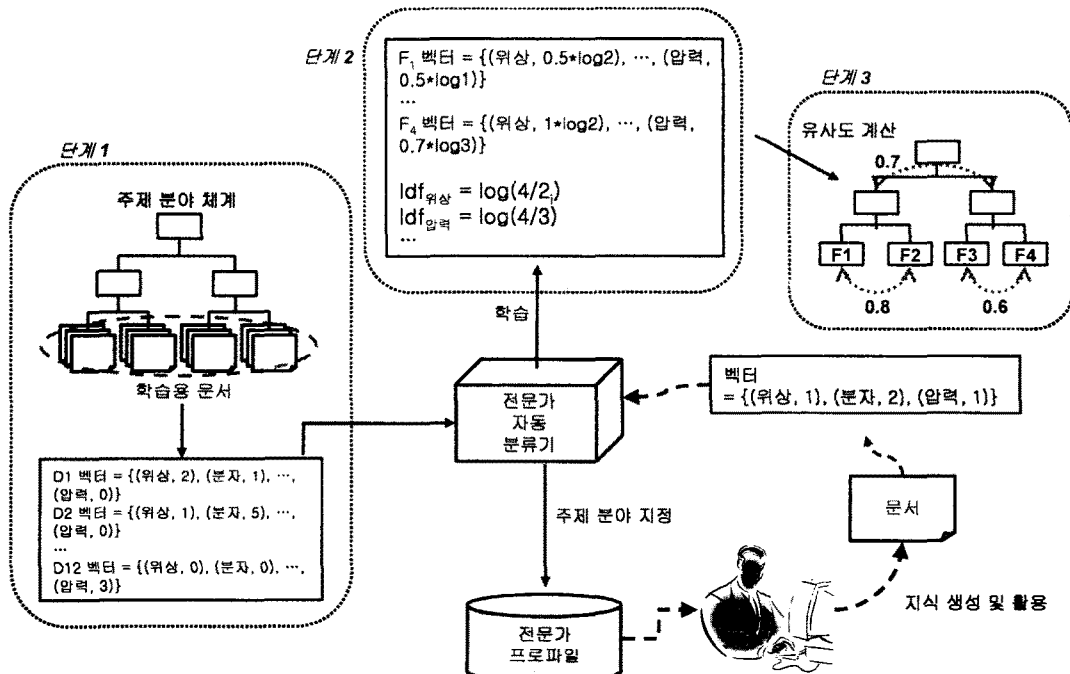 단계 1
주제 분야 체계
학습용 문서
D1 벡터 = {(위상, 2), (분자, 1), …,
(압력, 0)}
D2 벡터 = {(위상, 1), (분자, 5), …,
(압력, 0)}
…
D12 벡터 = {(위상, 0), (분자, 0), …,
(압력, 3)}
단계 2
F₁ 벡터 = {(위상, 0.5*log2), …, (압력,
0.5*log1)}
…
F₄ 벡터 = {(위상, 1*log2), …, (압력,
0.7*log3)}
Idf위상 = log(4/2ᵢ)
Idf압력 = log(4/3)
…
단계 3
유사도 계산
0.7
F1 F2 F3 F4
0.8 0.6
학습
전문가
자동
분류기
벡터
= {(위상, 1), (분자, 2), (압력, 1)}
문서
주제 분야 지정
지식 생성 및 활용
전문가
프로파일